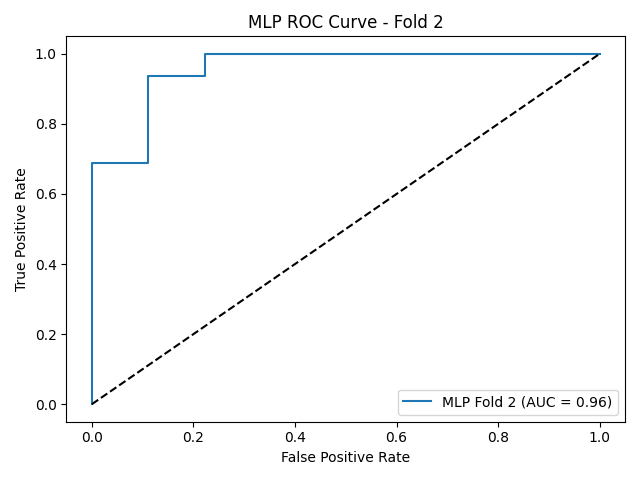 MLP ROC Curve - Fold 2
True Positive Rate
1.0
0.8
0.6
0.4
0.2
0.0
MLP Fold 2 (AUC = 0.96)
0.0 0.2 0.4 0.6 0.8 1.0
False Positive Rate